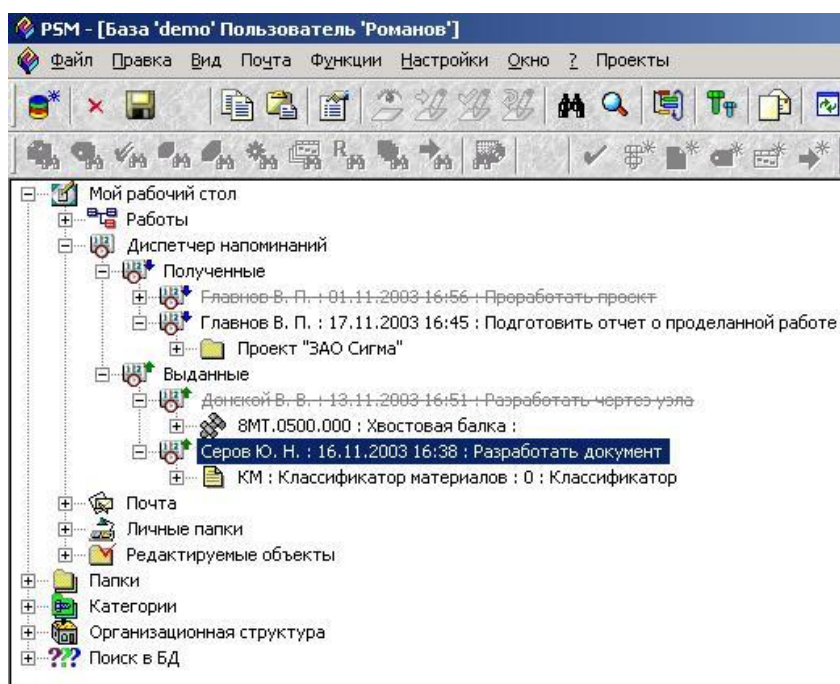 PSM - [База 'demo' Пользователь 'Романов']
Файл Правка Вид Почта Функции Настройки Окно ? Проекты
Мой рабочий стол
Работы
Диспетчер напоминаний
Полученные
Главнов В. П. : 01.11.2003 16:56 : Проработать проект
Главнов В. П. : 17.11.2003 16:45 : Подготовить отчет о проделанной работе
Проект "ЗАО Сигма"
Выданные
Донской В. В. : 13.11.2003 16:51 : Разработать чертез узла
8МТ.0500.000 : Хвостовая балка :
Серов Ю. Н. : 16.11.2003 16:38 : Разработать документ
КМ : Классификатор материалов : 0 : Классификатор
Почта
Личные папки
Редактируемые объекты
Папки
Категории
Организационная структура
??? Поиск в БД